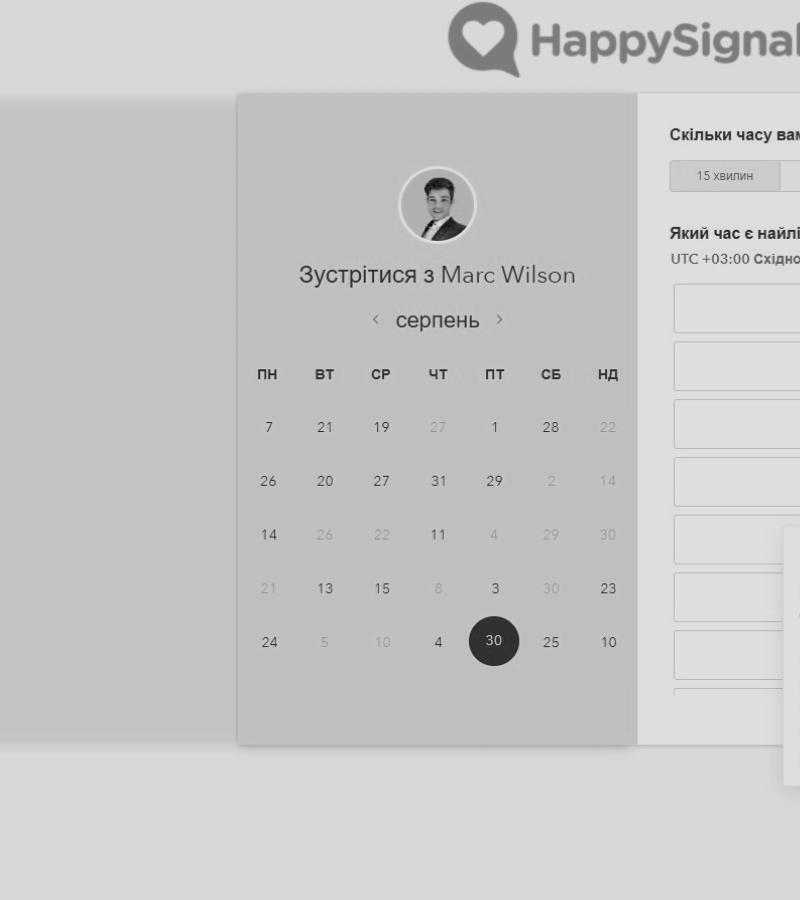 HappySignal
Зустрітися з Marc Wilson
серпень
ПН ВТ СР ЧТ ПТ СБ НД
7 21 19 27 1 28 22
26 20 27 31 29 2 14
14 26 22 11 4 29 30
21 13 15 8 3 30 23
24 5 10 4 30 25 10
Скільки часу вам
15 хвилин
Який час є найлі
UTC +03:00 Східно